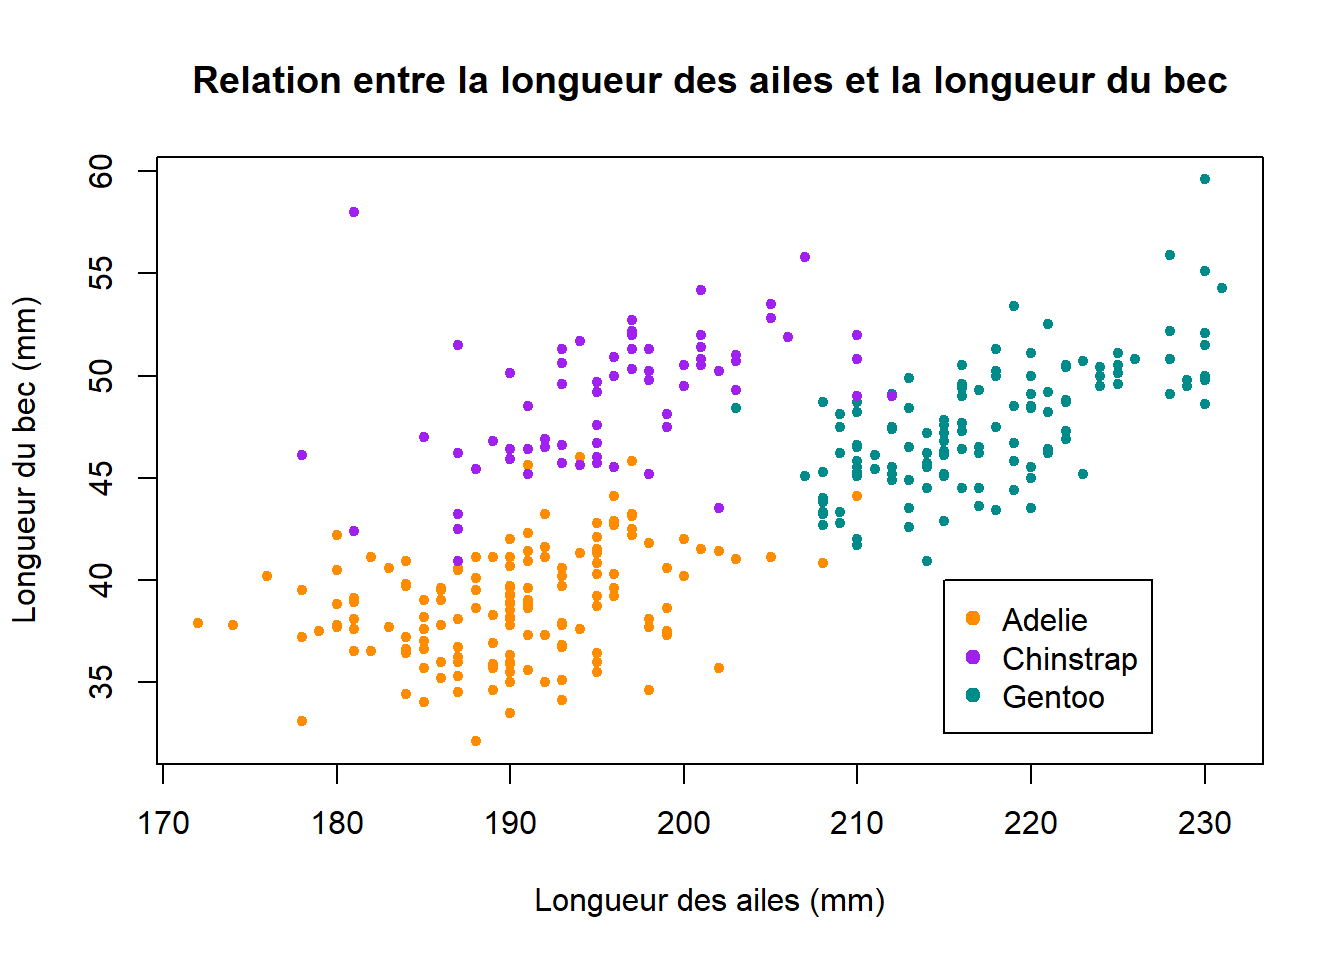 Relation entre la longueur des ailes et la longueur du bec
Longueur du bec (mm)
60
55
50
45
40
35
Adelie
Chinstrap
Gentoo
170 180 190 200 210 220 230
Longueur des ailes (mm)